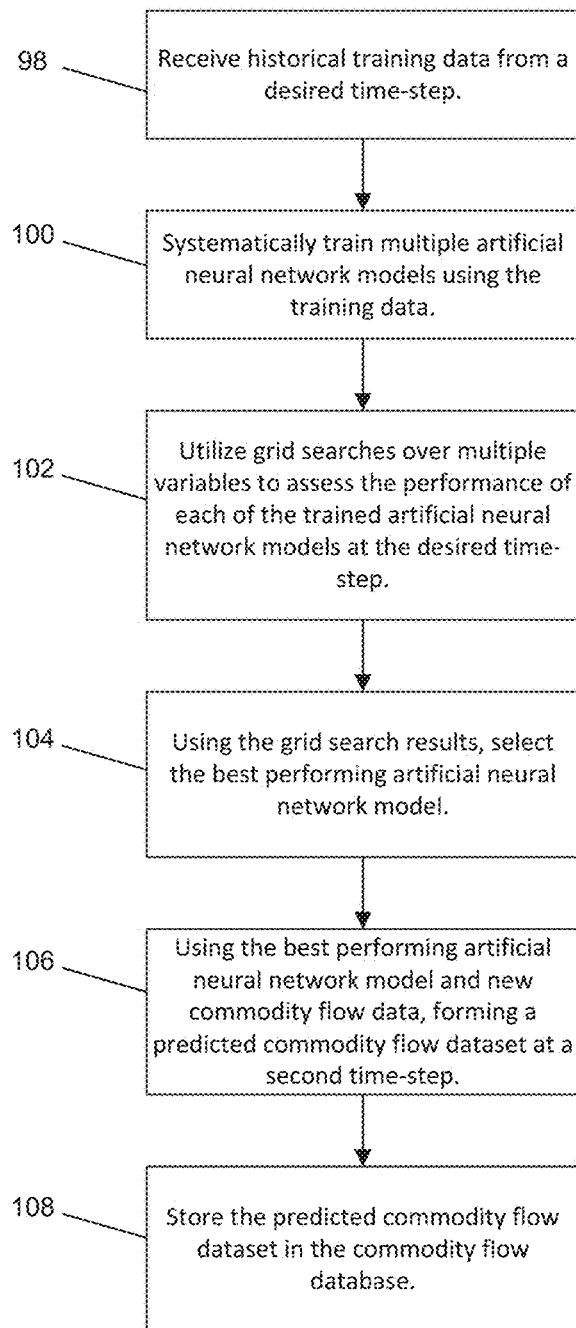 98
Receive historical training data from a
desired time-step.
100
Systematically train multiple artificial
neural network models using the
training data.
102
Utilize grid searches over multiple
variables to assess the performance of
each of the trained artificial neural
network models at the desired time-
step.
104
Using the grid search results, select
the best performing artificial neural
network model.
106
Using the best performing artificial
neural network model and new
commodity flow data, forming a
predicted commodity flow dataset at a
second time-step.
108
Store the predicted commodity flow
dataset in the commodity flow
database.